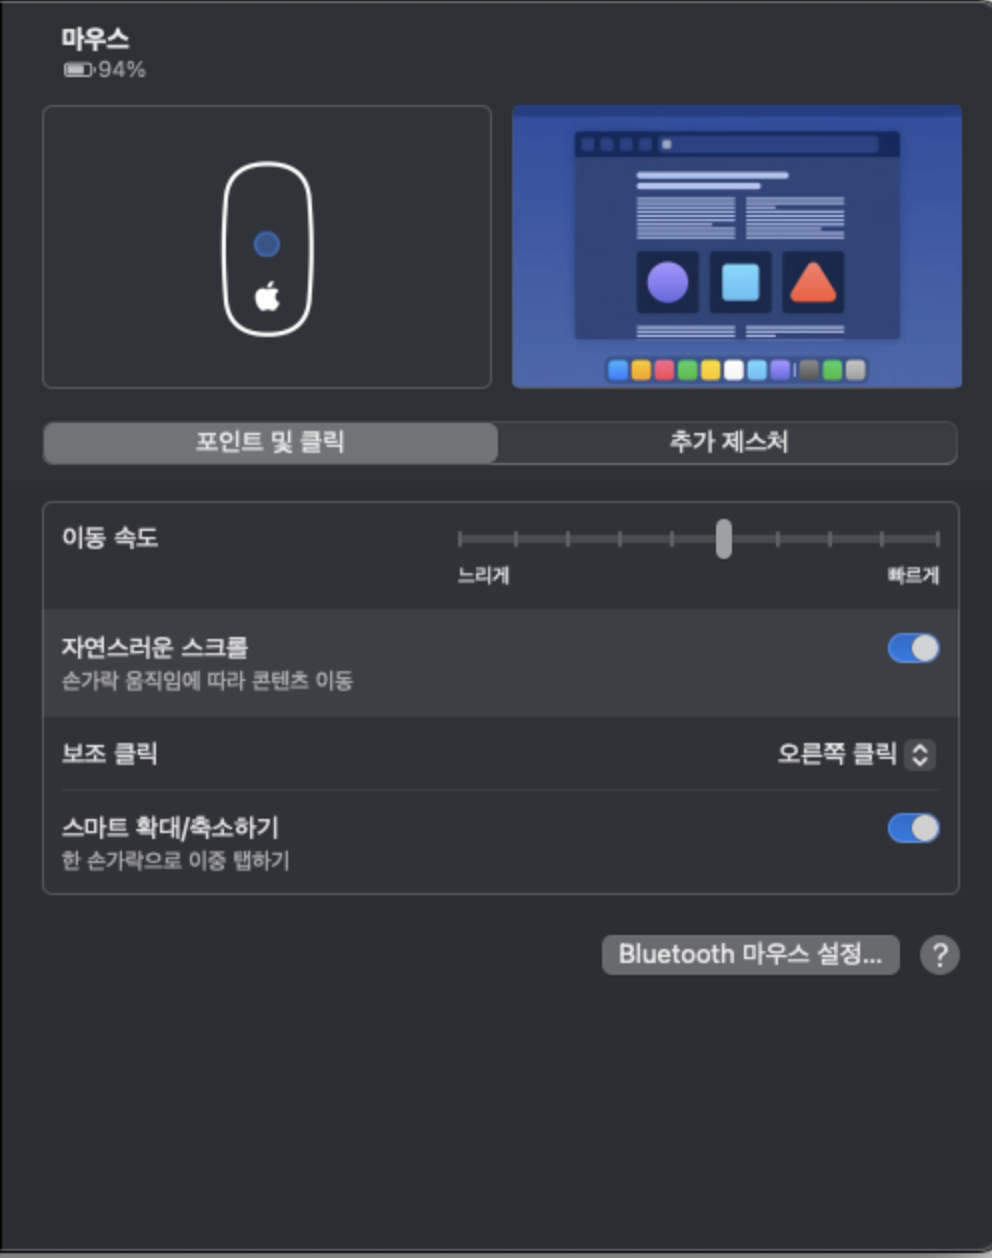 마우스
94%
포인트 및 클릭
추가 제스처
이동 속도
느리게
빠르게
자연스러운 스크롤
손가락 움직임에 따라 콘텐츠 이동
보조 클릭
오른쪽 클릭
스마트 확대/축소하기
한 손가락으로 이중 탭하기
Bluetooth 마우스 설정...
?